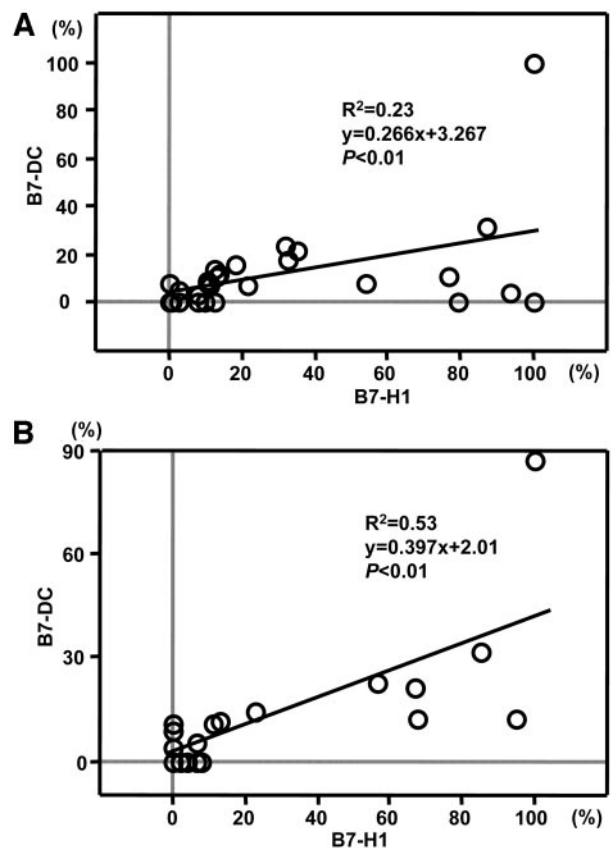 A (%)
100
80
60
40
20
0
B7-DC
R²=0.23
y=0.266x+3.267
P<0.01
0 20 40 60 80 100 (%)
B7-H1
B (%)
90
60
30
0
B7-DC
R²=0.53
y=0.397x+2.01
P<0.01
0 20 40 60 80 100 (%)
B7-H1